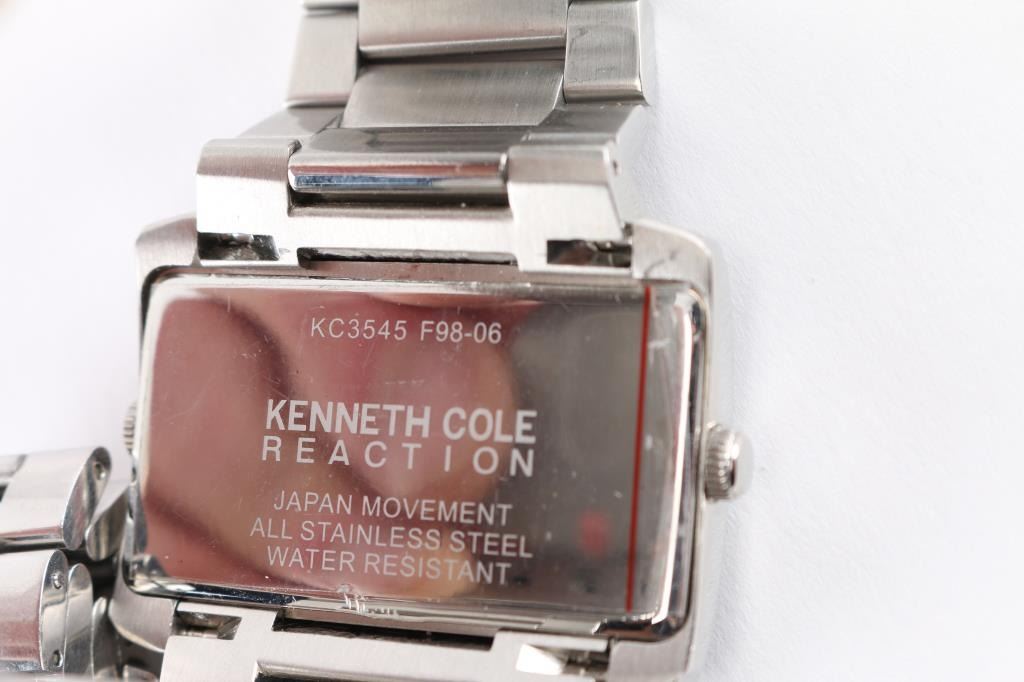 KC3545 F98-06
KENNETH COLE
REACTION
JAPAN MOVEMENT
ALL STAINLESS STEEL
WATER RESISTANT